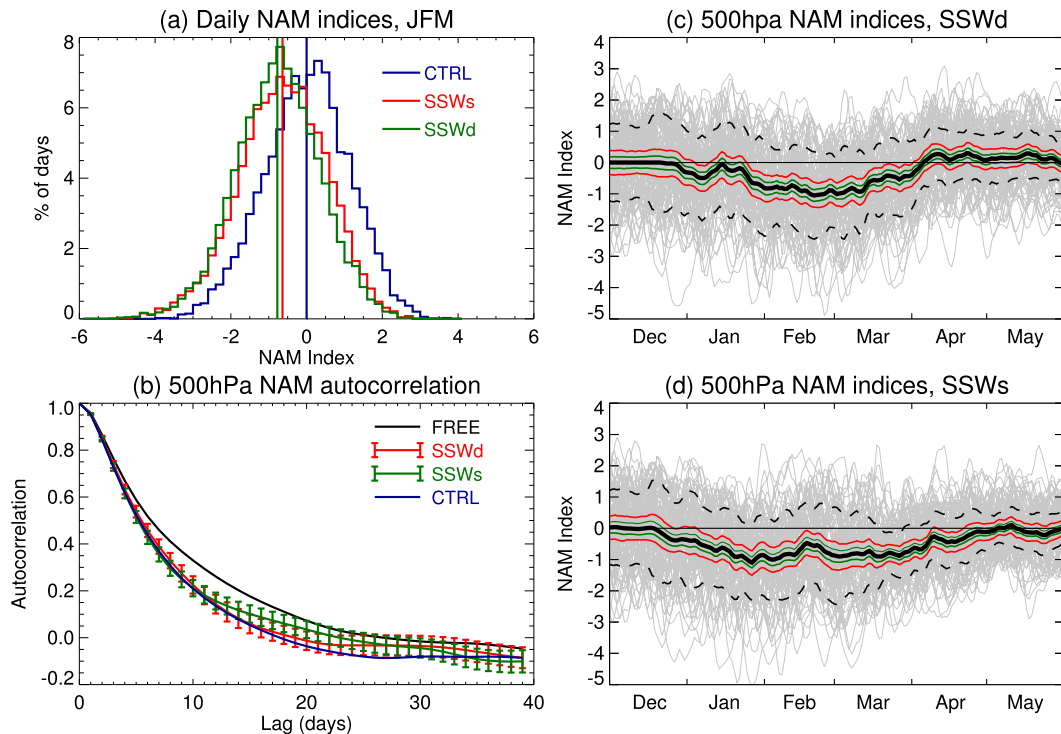 (a) Daily NAM indices, JFM
8
6
4
2
0
% of days
CTRL
SSWs
SSWd
-6 -4 -2 0 2 4 6
NAM Index
(b) 500hPa NAM autocorrelation
1.0
0.8
0.6
0.4
0.2
0.0
-0.2
Autocorrelation
FREE
SSWd
SSWs
CTRL
0 10 20 30 40
Lag (days)
(c) 500hpa NAM indices, SSWd
4
3
2
1
0
-1
-2
-3
-4
-5
NAM Index
Dec Jan Feb Mar Apr May
(d) 500hPa NAM indices, SSWs
4
3
2
1
0
-1
-2
-3
-4
-5
NAM Index
Dec Jan Feb Mar Apr May